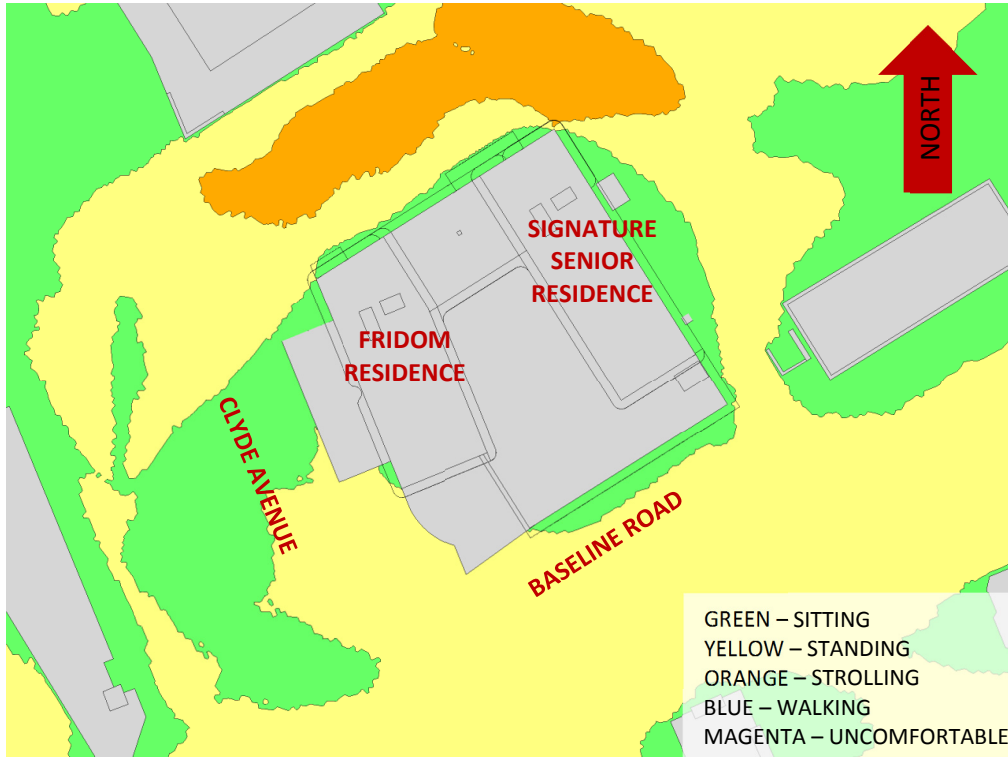 NORTH
SIGNATURE
SENIOR
RESIDENCE
FRIDOM
RESIDENCE
CLYDE AVENUE
BASELINE ROAD
GREEN – SITTING
YELLOW – STANDING
ORANGE – STROLLING
BLUE – WALKING
MAGENTA – UNCOMFORTABLE